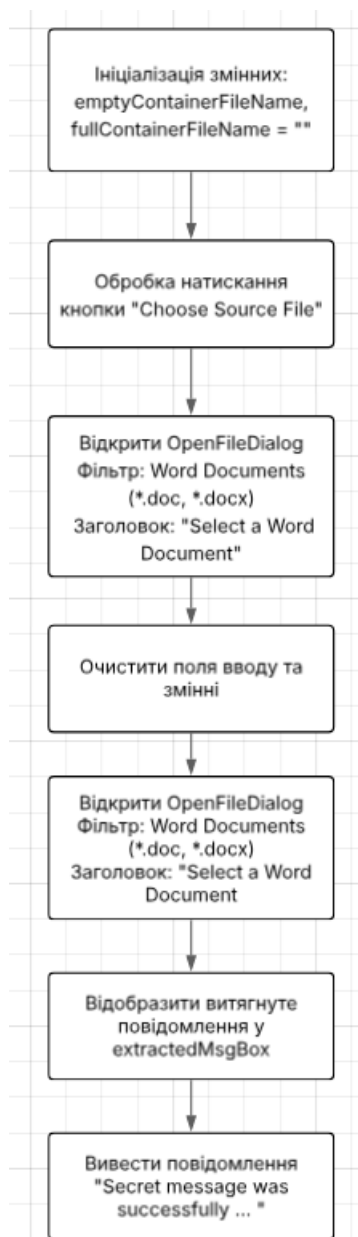 Ініціалізація змінних:
emptyContainerFileName,
fullContainerFileName = ""
Обробка натискання
кнопки "Choose Source File"
Відкрити OpenFileDialog
Фільтр: Word Documents
(*.doc, *.docx)
Заголовок: "Select a Word
Document"
Очистити поля вводу та
змінні
Відкрити OpenFileDialog
Фільтр: Word Documents
(*.doc, *.docx)
Заголовок: "Select a Word
Document
Відобразити витягнуте
повідомлення у
extractedMsgBox
Вивести повідомлення
"Secret message was
successfully ... "